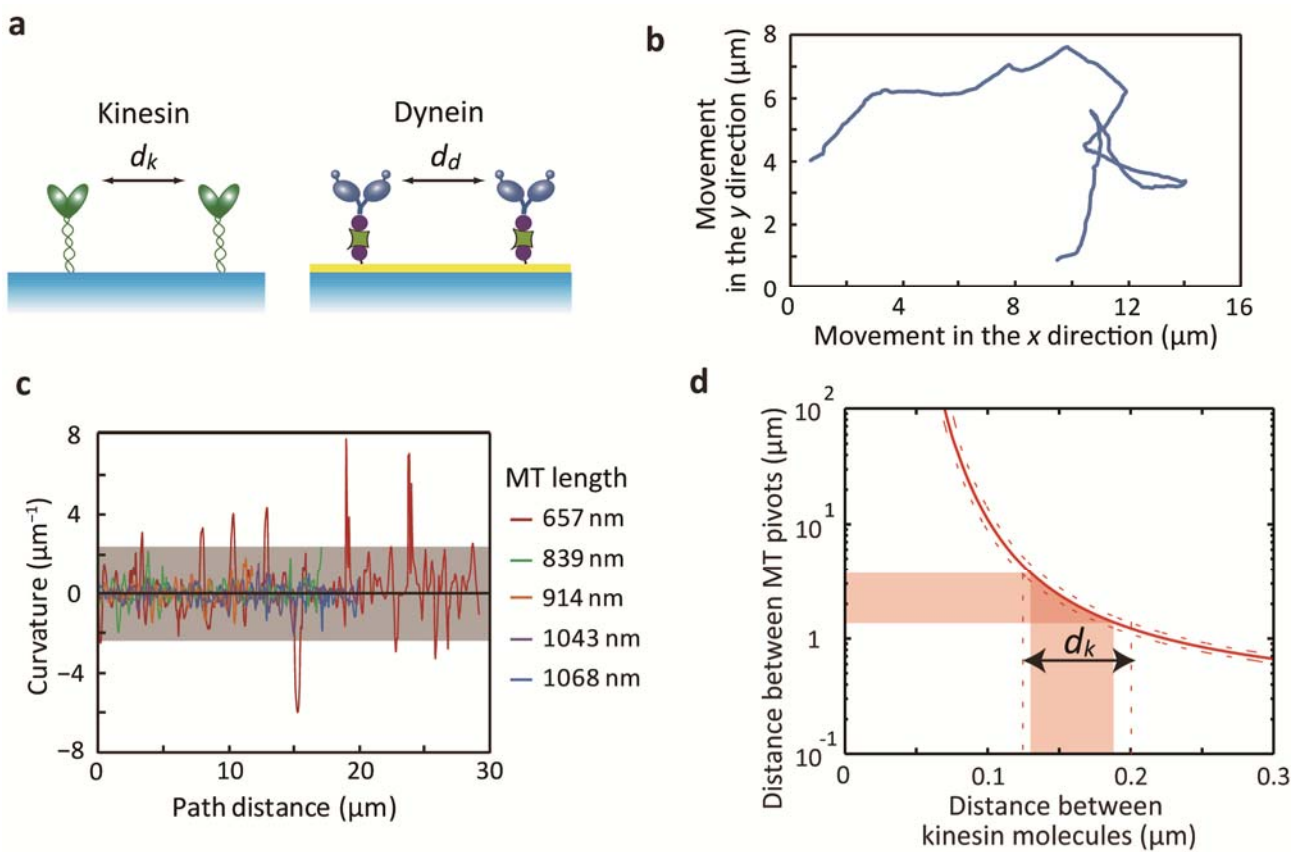 a
Kinesin
d_k
Dynein
d_d
b
Movement
in the y direction (µm)
8
6
4
2
0
0
4
8
12
16
Movement in the x direction (µm)
c
Curvature (µm⁻¹)
8
4
0
−4
−8
0
10
20
30
Path distance (µm)
MT length
657 nm
839 nm
914 nm
1043 nm
1068 nm
d
Distance between MT pivots (µm)
10²
10¹
1
10⁻¹
d_k
0
0.1
0.2
0.3
Distance between
kinesin molecules (µm)